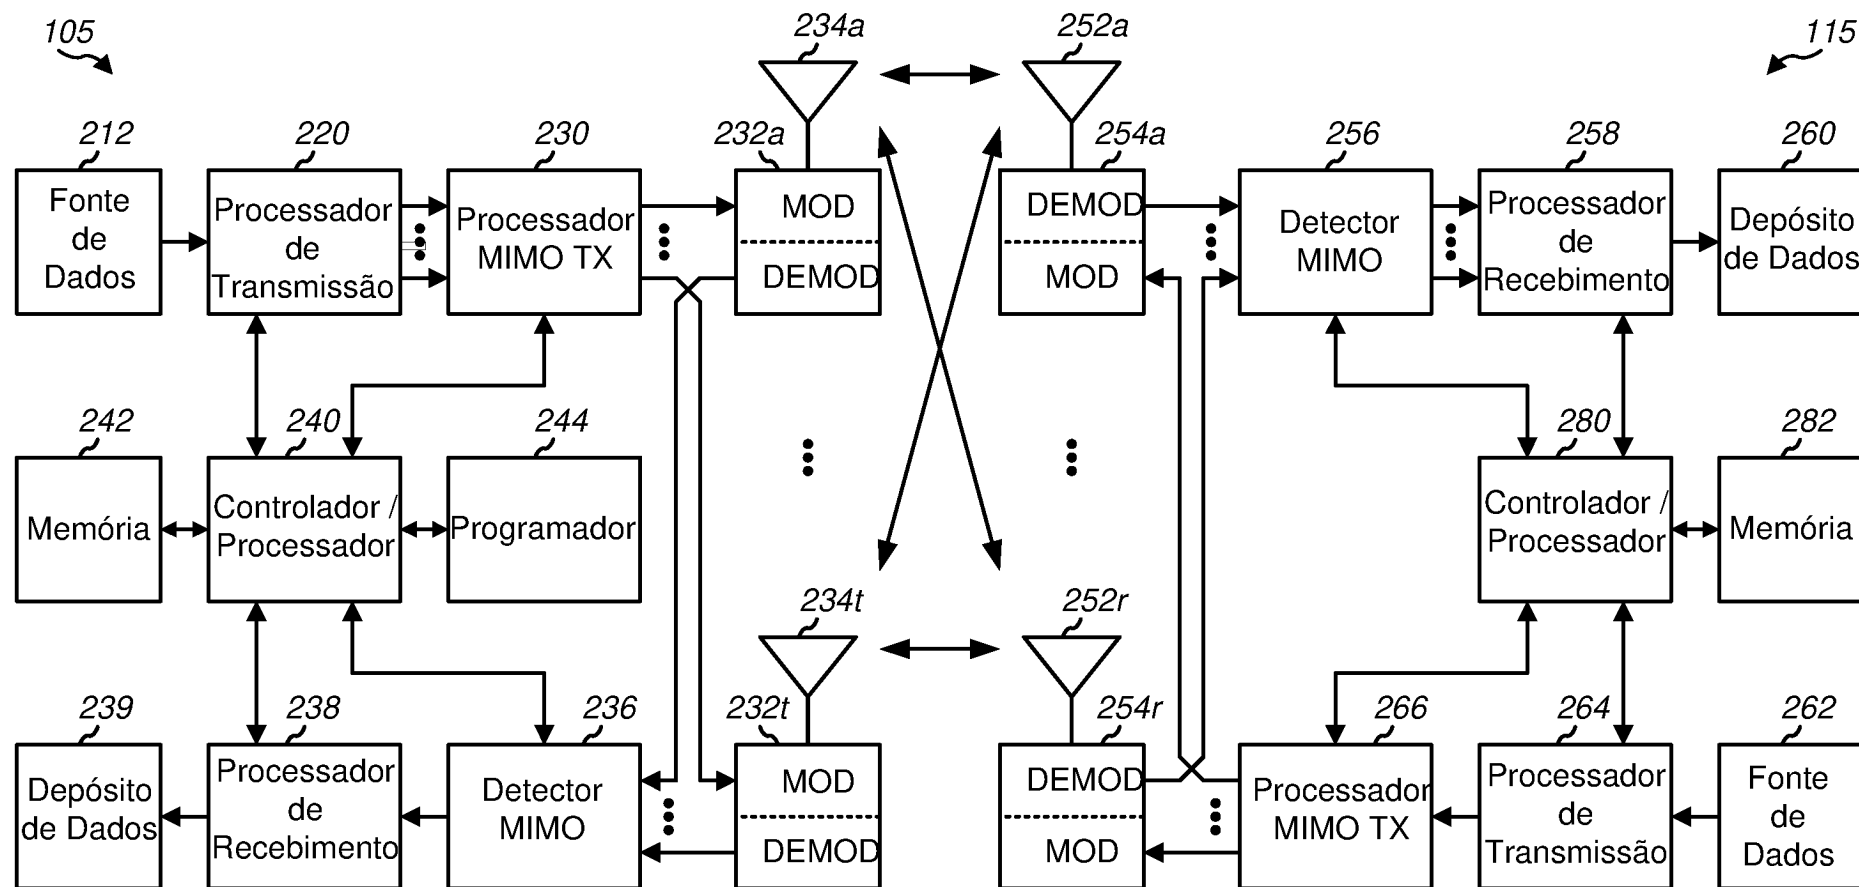 105
234a
252a
115
212
220
230
232a
254a
256
258
260
Fonte
de
Dados
Processador
de
Transmissão
Processador
MIMO TX
MOD
DEMOD
DEMOD
MOD
Detector
MIMO
Processador
de
Recebimento
Depósito
de Dados
242
240
244
280
282
Memória
Controlador /
Processador
Programador
Controlador /
Processador
Memória
234t
252r
239
238
236
232t
254r
266
264
262
Depósito
de Dados
Processador
de
Recebimento
Detector
MIMO
MOD
DEMOD
DEMOD
MOD
Processador
MIMO TX
Processador
de
Transmissão
Fonte
de
Dados